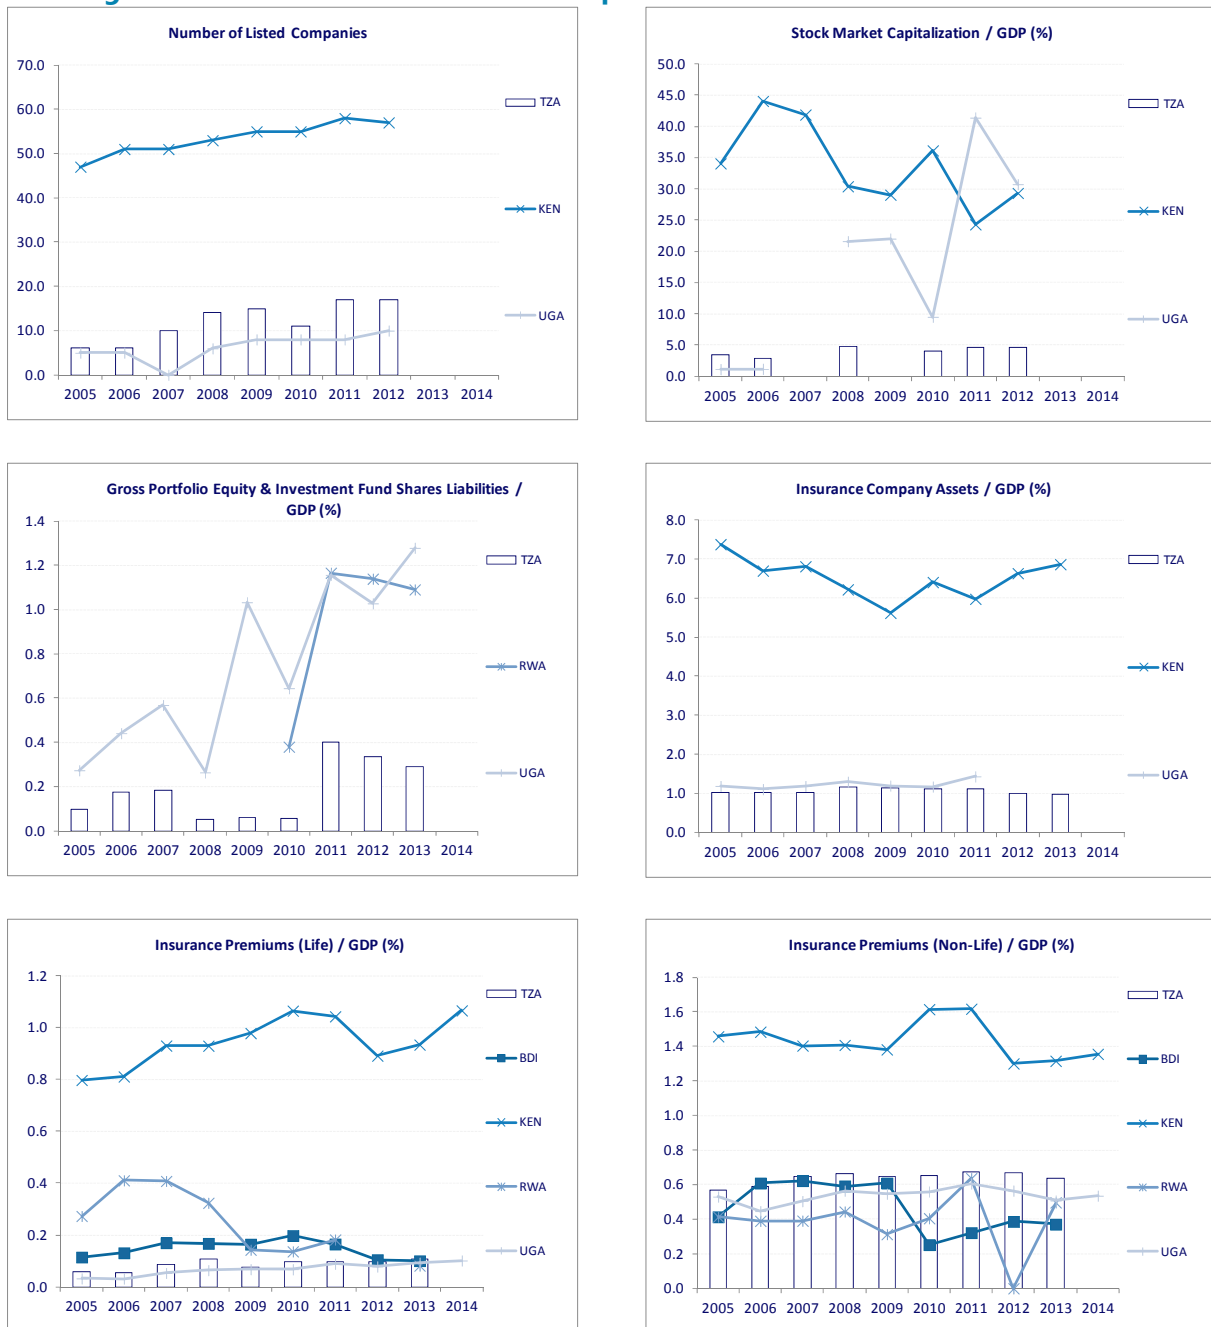 Number of Listed Companies
70.0
60.0
50.0
40.0
30.0
20.0
10.0
0.0
2005 2006 2007 2008 2009 2010 2011 2012 2013 2014
TZA
KEN
UGA
Stock Market Capitalization / GDP (%)
50.0
45.0
40.0
35.0
30.0
25.0
20.0
15.0
10.0
5.0
0.0
2005 2006 2007 2008 2009 2010 2011 2012 2013 2014
TZA
KEN
UGA
Gross Portfolio Equity & Investment Fund Shares Liabilities /
GDP (%)
1.4
1.2
1.0
0.8
0.6
0.4
0.2
0.0
2005 2006 2007 2008 2009 2010 2011 2012 2013 2014
TZA
RWA
UGA
Insurance Company Assets / GDP (%)
8.0
7.0
6.0
5.0
4.0
3.0
2.0
1.0
0.0
2005 2006 2007 2008 2009 2010 2011 2012 2013 2014
TZA
KEN
UGA
Insurance Premiums (Life) / GDP (%)
1.2
1.0
0.8
0.6
0.4
0.2
0.0
2005 2006 2007 2008 2009 2010 2011 2012 2013 2014
TZA
BDI
KEN
RWA
UGA
Insurance Premiums (Non-Life) / GDP (%)
1.8
1.6
1.4
1.2
1.0
0.8
0.6
0.4
0.2
0.0
2005 2006 2007 2008 2009 2010 2011 2012 2013 2014
TZA
BDI
KEN
RWA
UGA